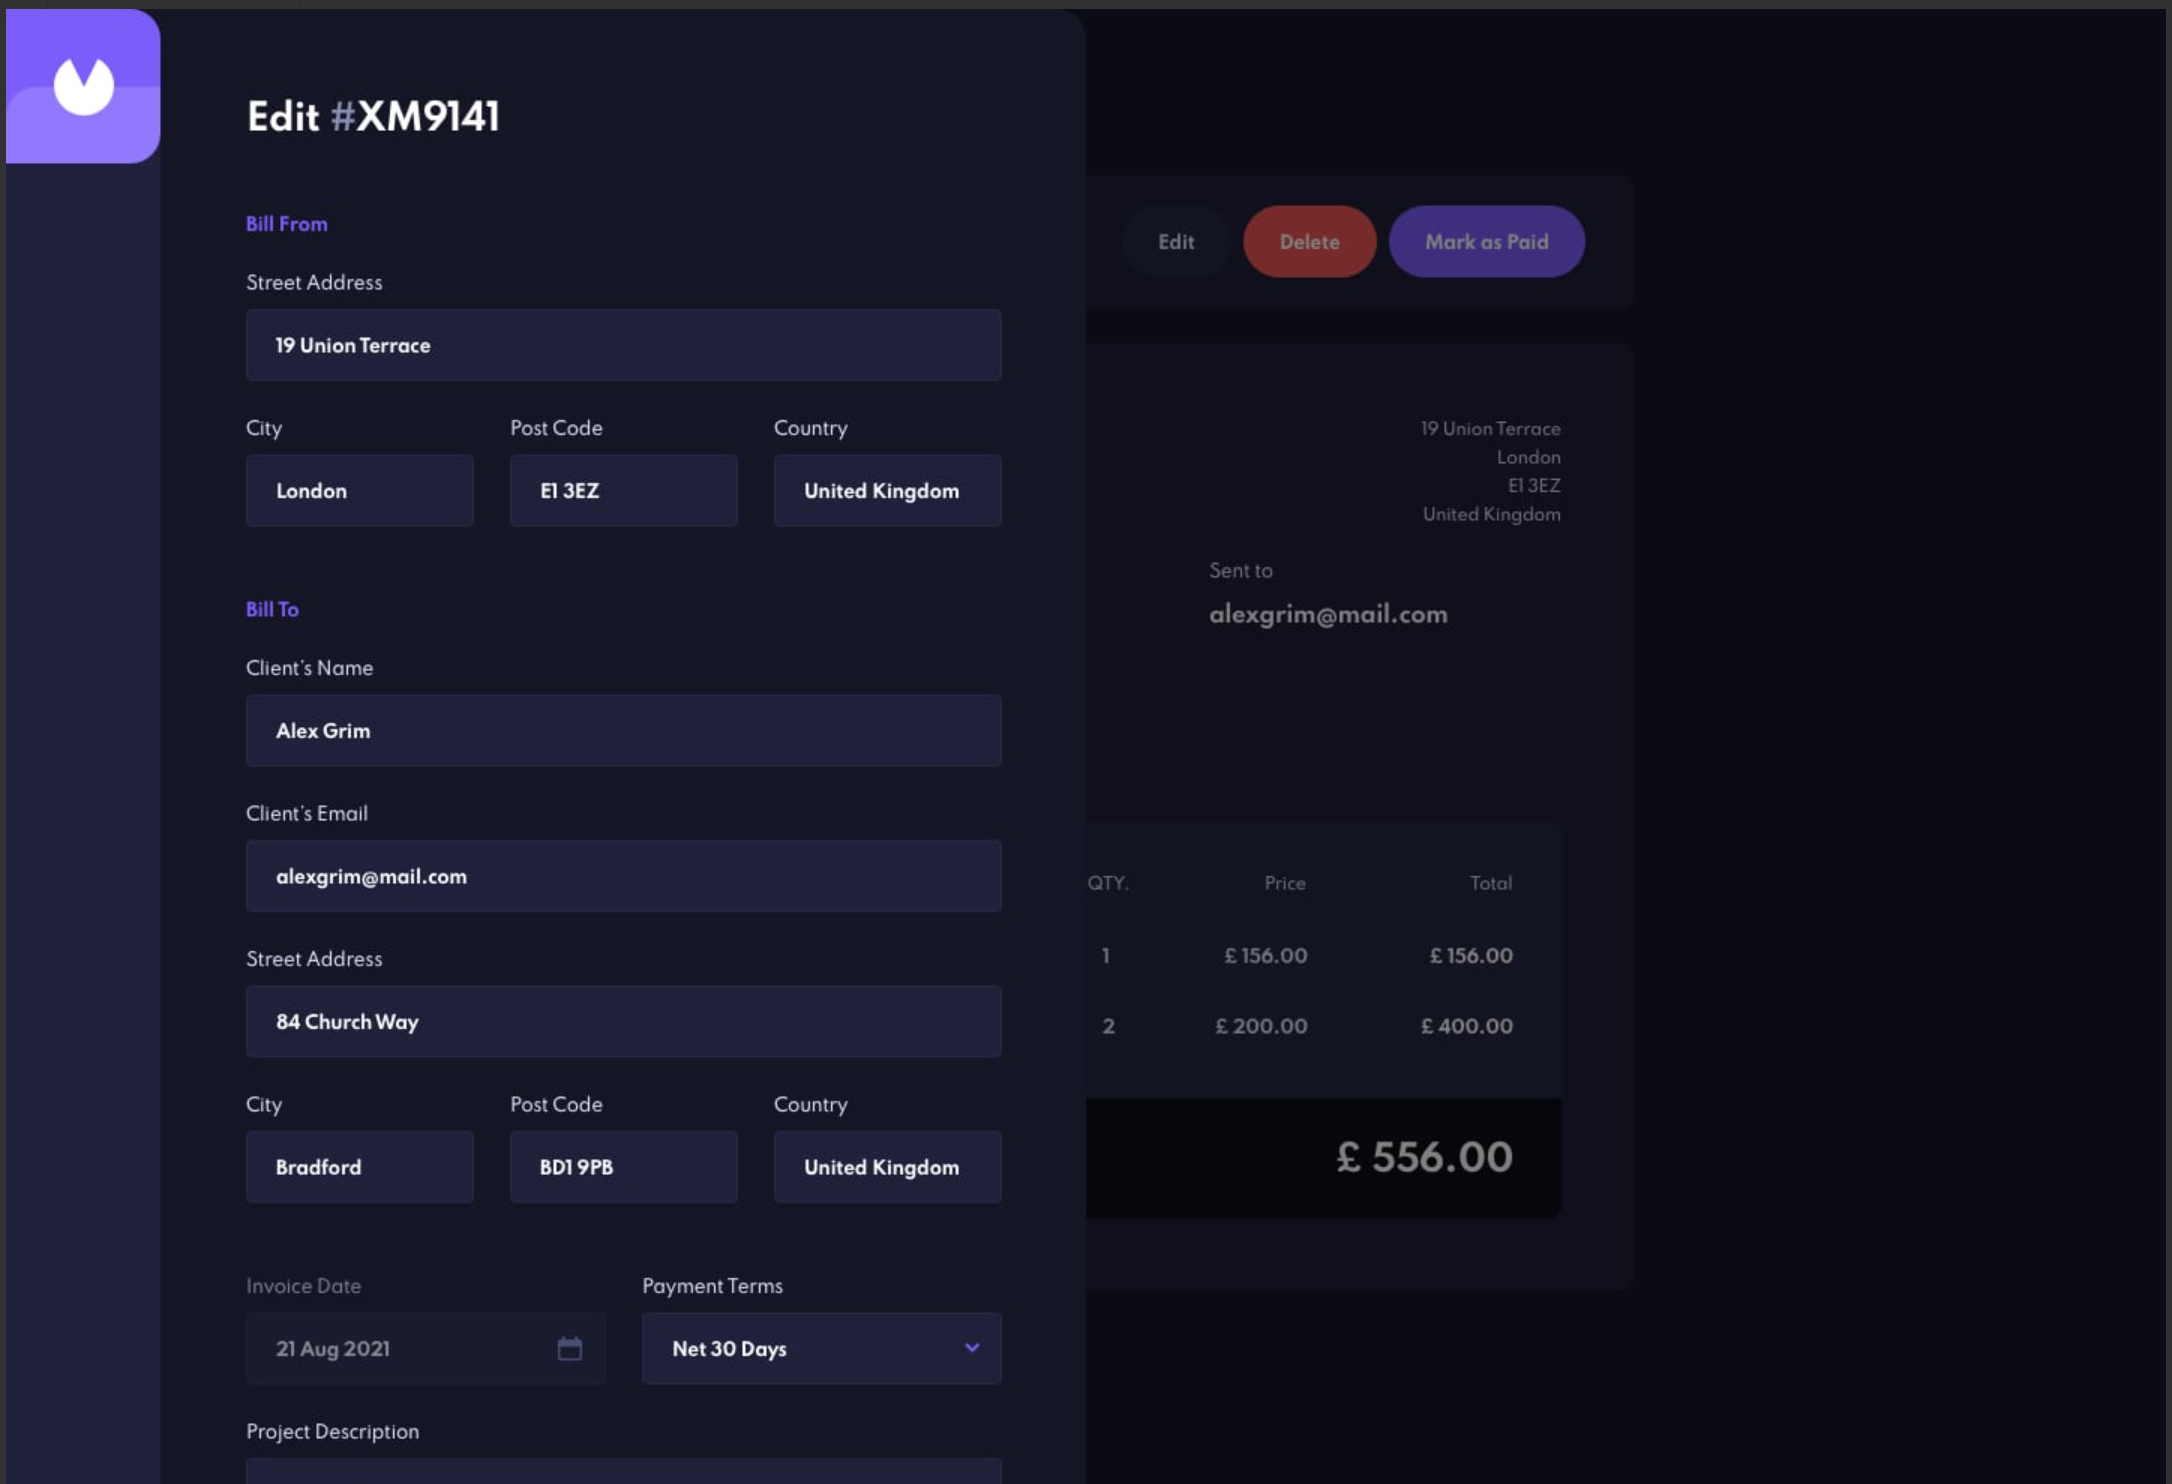 Edit #XM9141
Bill From
Street Address
19 Union Terrace
City Post Code Country
London E1 3EZ United Kingdom
Bill To
Client's Name
Alex Grim
Client's Email
alexgrim@mail.com
Street Address
84 Church Way
City Post Code Country
Bradford BD1 9PB United Kingdom
Invoice Date Payment Terms
21 Aug 2021 Net 30 Days
Project Description
Edit Delete Mark as Paid
19 Union Terrace
London
E1 3EZ
United Kingdom
Sent to
alexgrim@mail.com
QTY. Price Total
1 £ 156.00 £ 156.00
2 £ 200.00 £ 400.00
£ 556.00